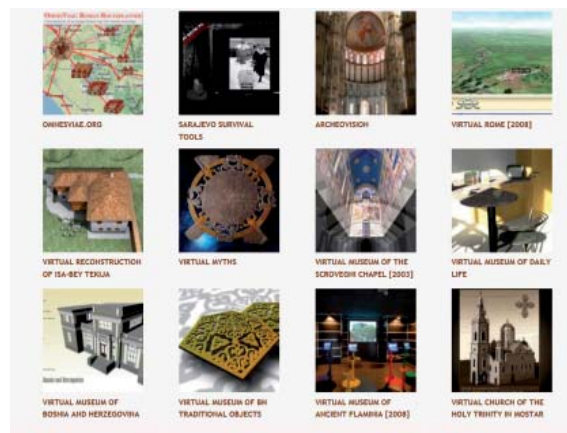 OMNESVIAE.ORG
SARAJEVO SURVIVAL
TOOLS
ARCHEOVISION
VIRTUAL ROME [2008]
VIRTUAL RECONSTRUCTION
OF ISA-BEY TEKIJA
VIRTUAL MYTHS
VIRTUAL MUSEUM OF THE
SCROVEGNI CHAPEL [2003]
VIRTUAL MUSEUM OF DAILY
LIFE
VIRTUAL MUSEUM OF
BOSNIA AND HERZEGOVINA
VIRTUAL MUSEUM OF BH
TRADITIONAL OBJECTS
VIRTUAL MUSEUM OF
ANCIENT FLAMINIA [2008]
VIRTUAL CHURCH OF THE
HOLY TRINITY IN MOSTAR